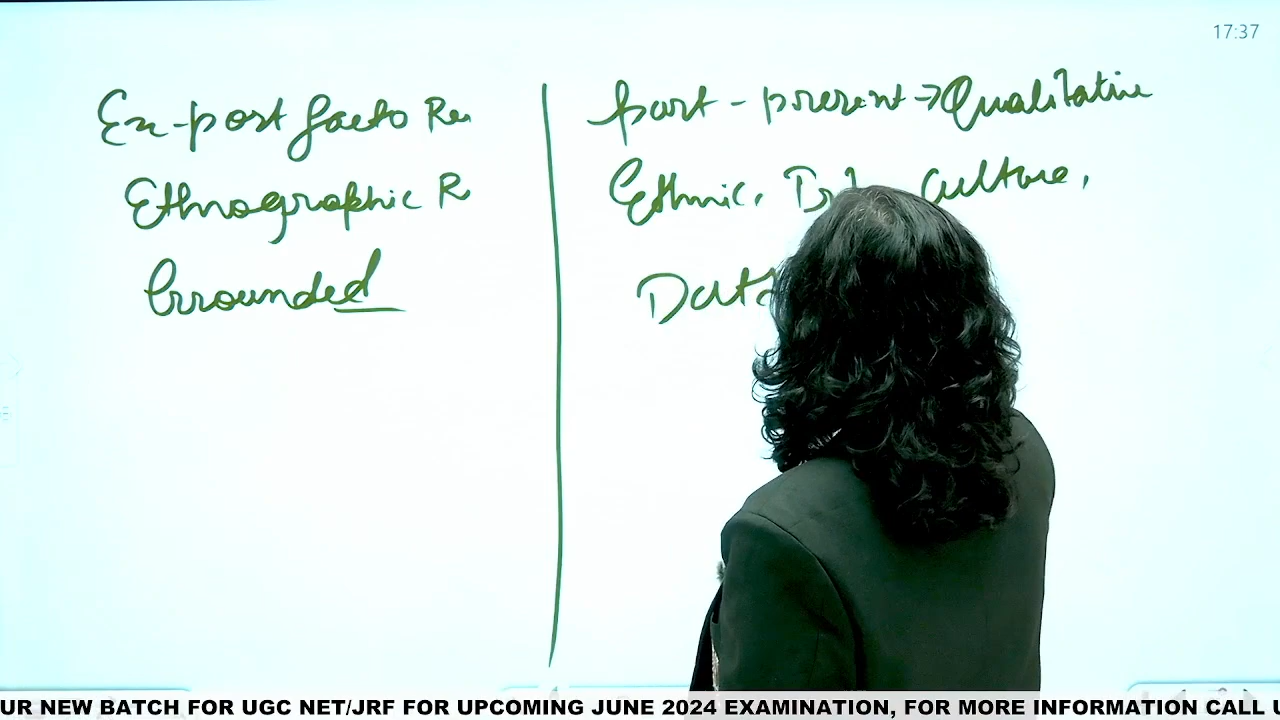 17:37
Ex-post facto Res
past - present → Qualitative
Ethnographic R
Ethnic, culture,
Grounded
UR NEW BATCH FOR UGC NET/JRF FOR UPCOMING JUNE 2024 EXAMINATION, FOR MORE INFORMATION CALL U